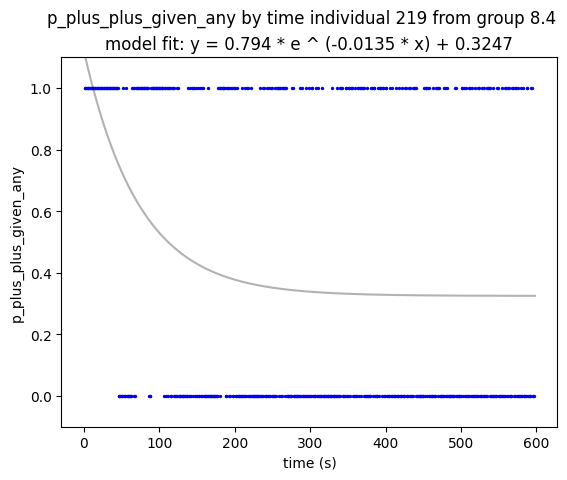 p_plus_plus_given_any by time individual 219 from group 8.4
model fit: y = 0.794 * e ^ (-0.0135 * x) + 0.3247
p_plus_plus_given_any
1.0
0.8
0.6
0.4
0.2
0.0
0 100 200 300 400 500 600
time (s)